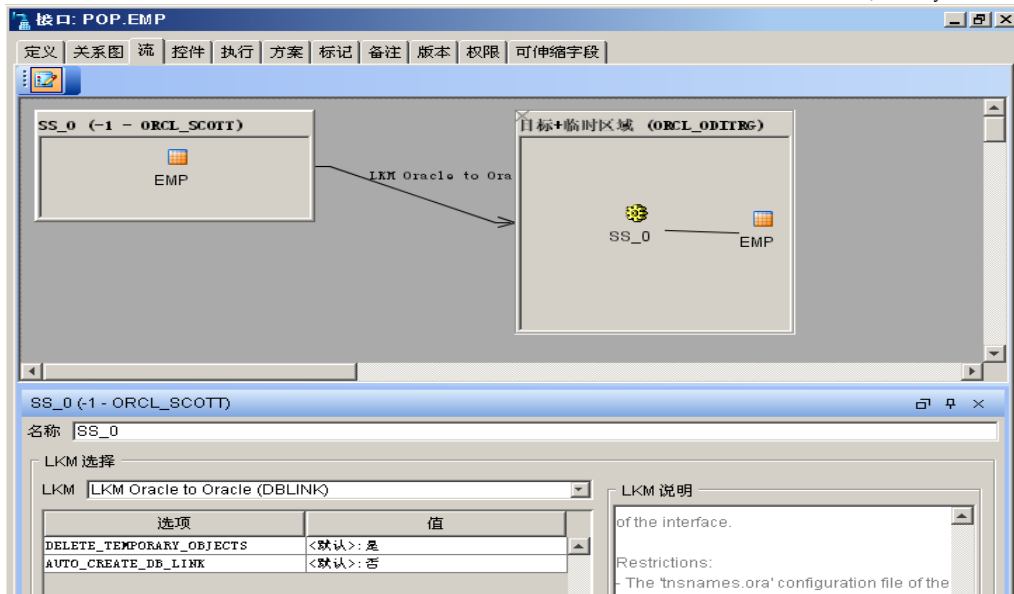 接口: POP.EMP
定义 关系图 流 控件 执行 方案 标记 备注 版本 权限 可伸缩字段
SS_0 (-1 - ORCL_SCOTT)
EMP
LKM Oracle to Ora
目标+临时区域 (ORCL_ODITRG)
SS_0
EMP
SS_0 (-1 - ORCL_SCOTT)
名称 SS_0
LKM 选择
LKM LKM Oracle to Oracle (DBLINK)
选项 值
DELETE_TEMPORARY_OBJECTS <默认>: 是
AUTO_CREATE_DB_LINK <默认>: 否
LKM 说明
of the interface.
Restrictions:
- The 'tnsnames.ora' configuration file of the